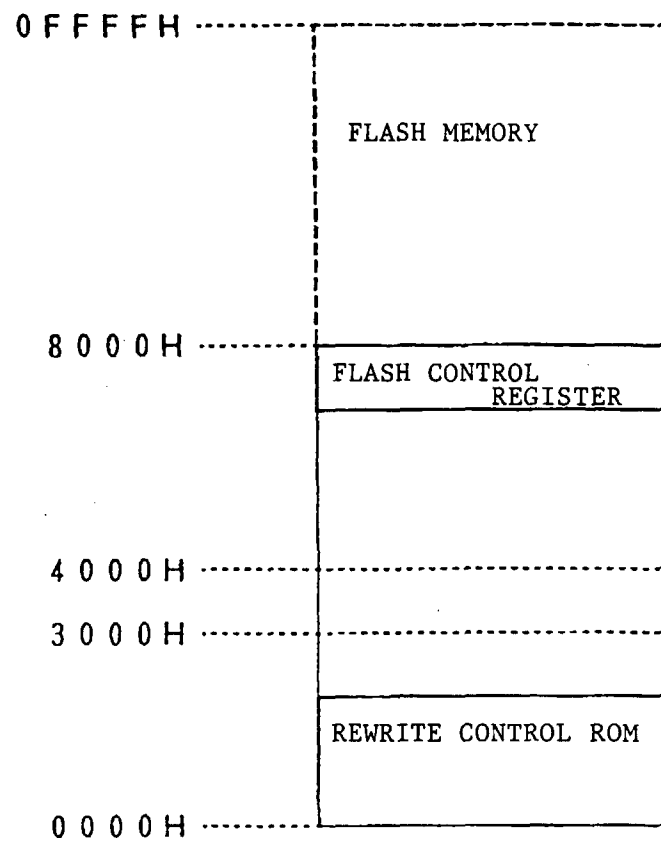 0FFFFH
FLASH MEMORY
8000H
FLASH CONTROL
REGISTER
4000H
3000H
REWRITE CONTROL ROM
0000H